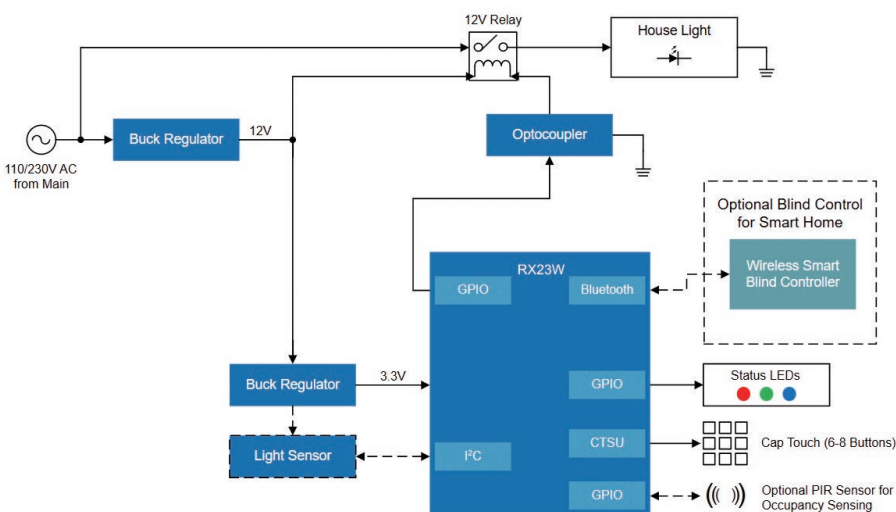 12V Relay
House Light
Buck Regulator
12V
Optocoupler
110/230V AC
from Main
Optional Blind Control
for Smart Home
Wireless Smart
Blind Controller
RX23W
GPIO
Bluetooth
Buck Regulator
3.3V
GPIO
Status LEDs
Light Sensor
I²C
CTSU
Cap Touch (6-8 Buttons)
GPIO
Optional PIR Sensor for
Occupancy Sensing